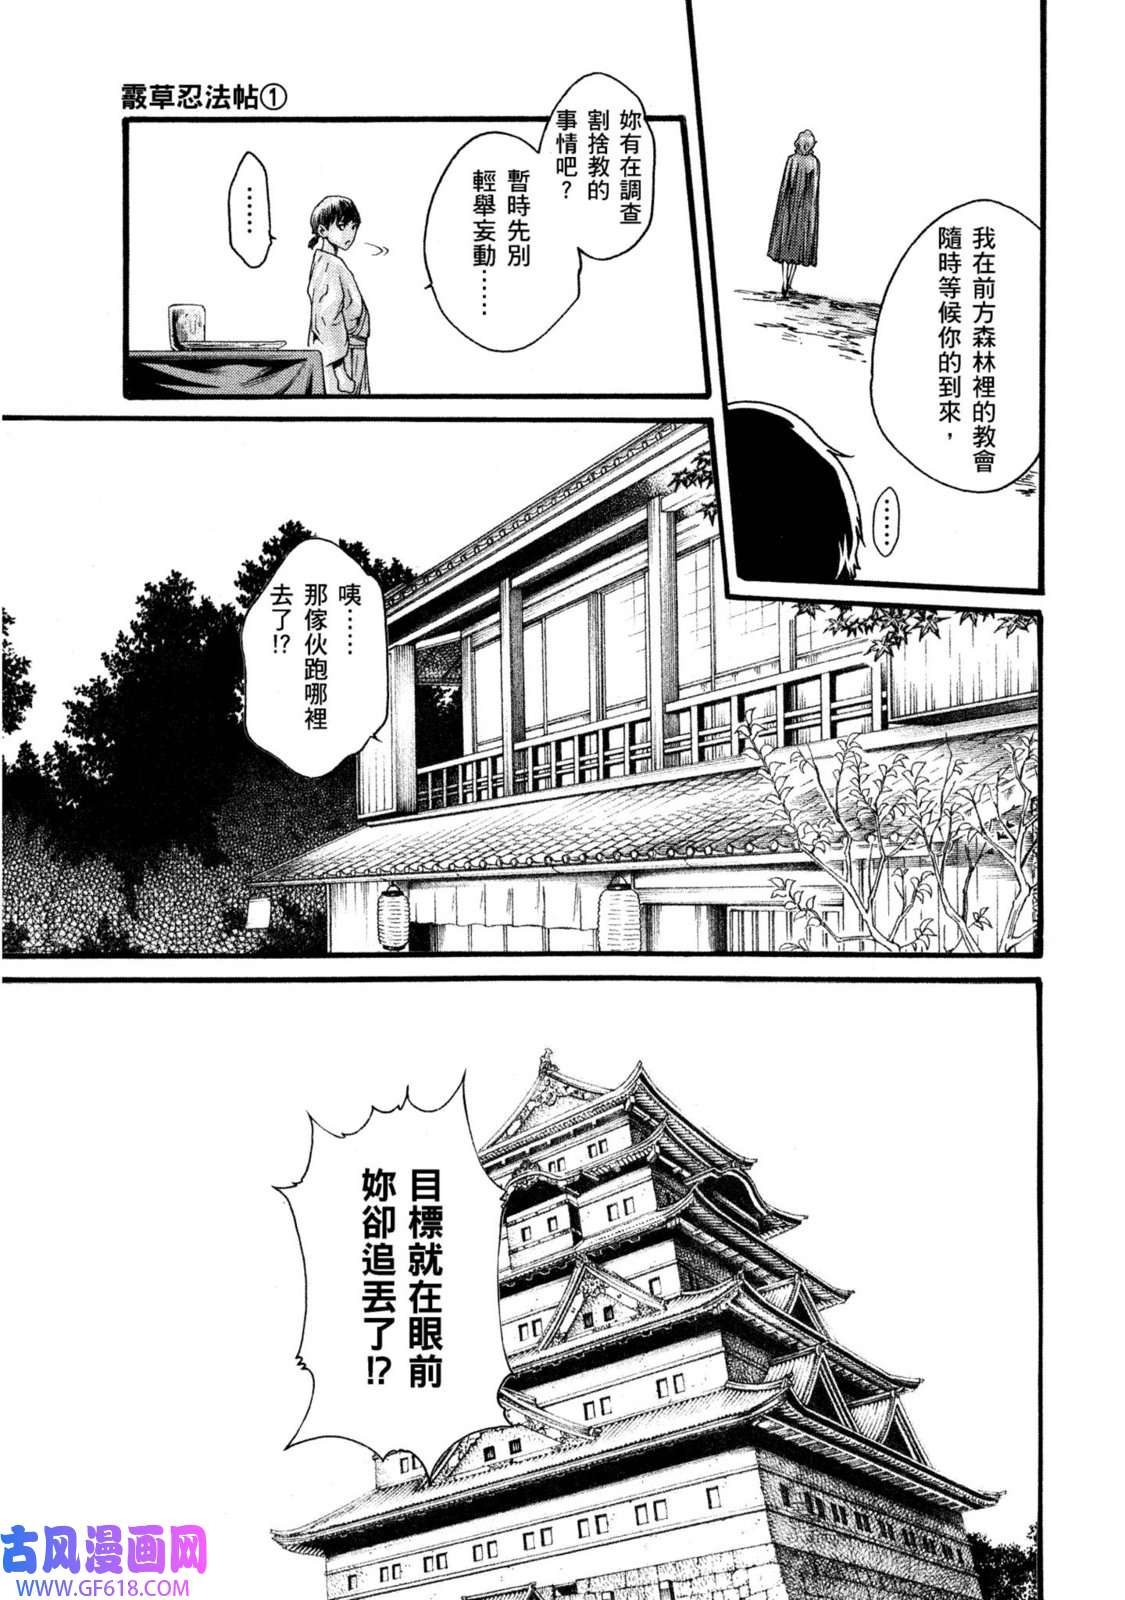 霰草忍法帖①
我在前方森林裡的教會
隨時等候你的到來，
……
妳有在調查
割捨教的
事情吧？
暫時先別
輕舉妄動……
……
咦……
那傢伙跑哪裡
去了!?
目標就在眼前
妳卻追丟了!?
古风漫画网
WWW.GF618.COM